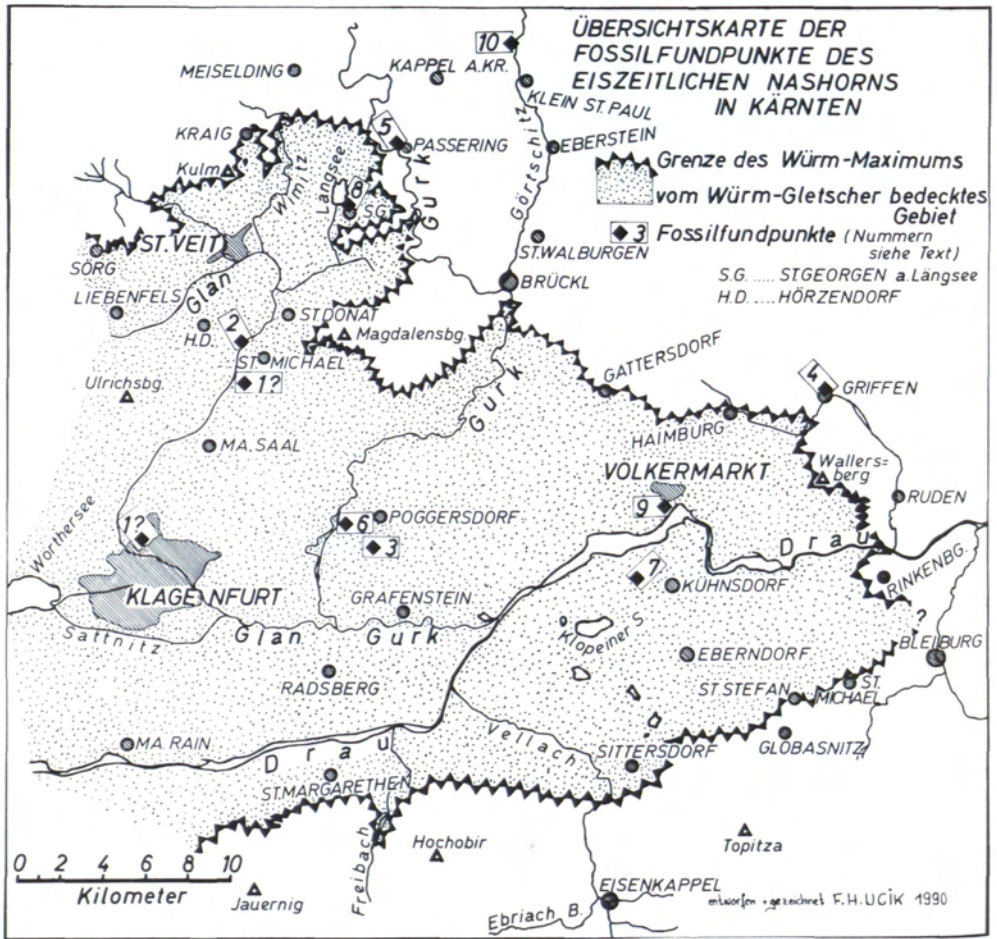 ÜBERSICHTSKARTE DER
FOSSILFUNDPUNKTE DES
EISZEITLICHEN NASHORNS
IN KÄRNTEN
Grenze des Würm-Maximums
vom Würm-Gletscher bedecktes
Gebiet
3 Fossilfundpunkte (Nummern
siehe Text)
S.G ..... ST.GEORGEN a.Längsee
H.D. .... HÖRZENDORF
10
MEISELDING
KAPPEL A.KR.
KLEIN ST. PAUL
5
KRAIG
PASSERING
EBERSTEIN
Kulm
Wimitz
Längsee
Gurk
Görtschitz
8
S.G.
ST. VEIT
SÖRG
ST.WALBURGEN
BRÜCKL
Glan
LIEBENFELS
H.D.
2
ST.DONAT
Magdalensbg.
ST. MICHAEL
1?
Ulrichsbg.
Gurk
GATTERSDORF
4
GRIFFEN
HAIMBURG
MA.SAAL
Wallers=
berg
VÖLKERMARKT
RUDEN
Wörthersee
1?
6
POGGERSDORF
3
9
Drau
7
KÜHNSDORF
RINKENBG.
KLAGENFURT
GRAFENSTEIN
Sattnitz
Glan
Gurk
Klopeiner S.
?
BLEIBURG
EBERNDORF
RADSBERG
ST.STEFAN
ST.
MICHAEL
MA. RAIN
Drau
Vellach
SITTERSDORF
GLOBASNITZ
ST.MARGARETHEN
Freibach
Hochobir
Topitza
0 2 4 6 8 10
Kilometer
Jauernig
EISENKAPPEL
Ebriach B.
entworfen + gezeichnet F.H.UCIK 1990